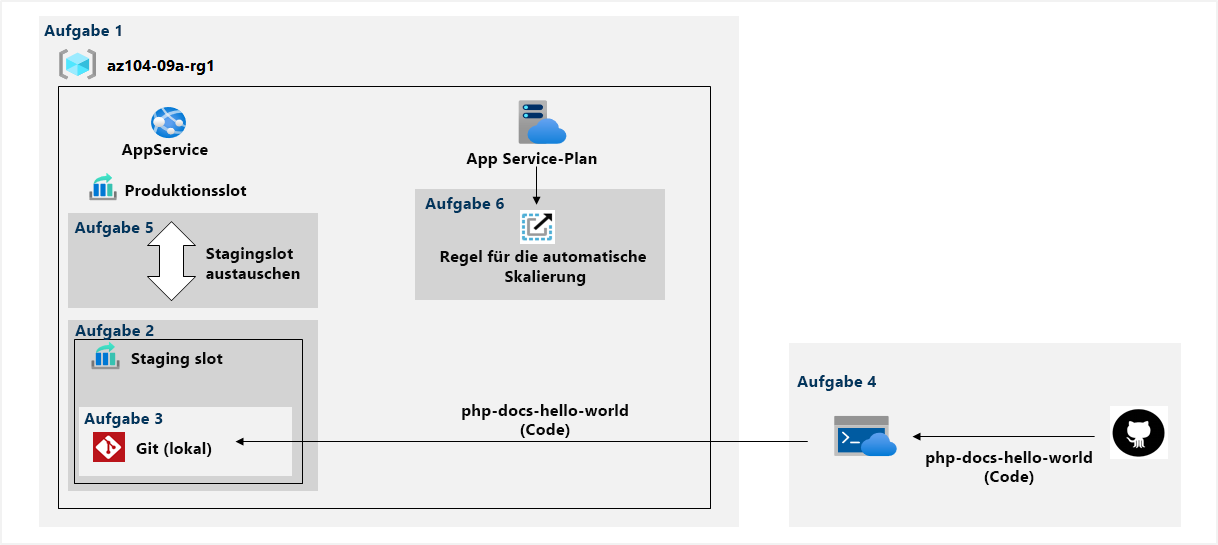 Aufgabe 1
az104-09a-rg1
AppService
App Service-Plan
Produktionsslot
Aufgabe 5
Stagingslot
austauschen
Aufgabe 6
Regel für die automatische
Skalierung
Aufgabe 2
Staging slot
Aufgabe 3
Git (lokal)
php-docs-hello-world
(Code)
Aufgabe 4
php-docs-hello-world
(Code)